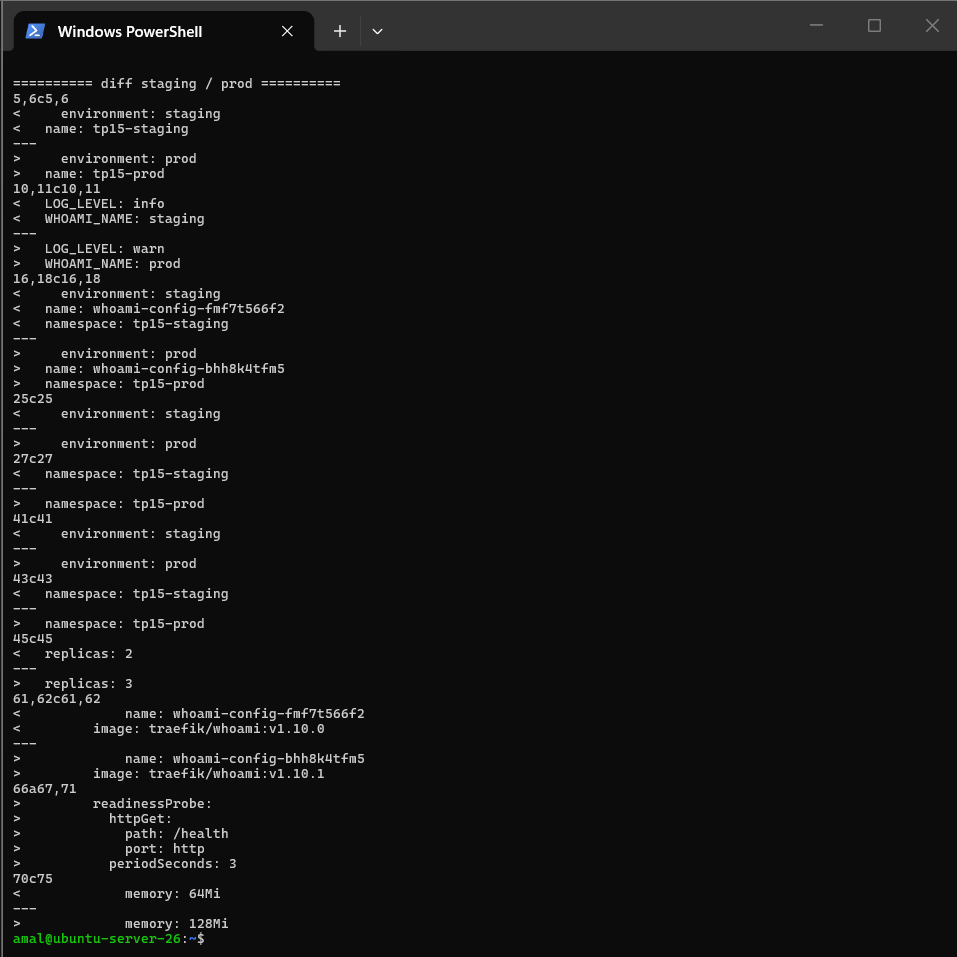 Windows PowerShell
========== diff staging / prod ==========
5,6c5,6
<     environment: staging
<   name: tp15-staging
---
>     environment: prod
>   name: tp15-prod
10,11c10,11
<   LOG_LEVEL: info
<   WHOAMI_NAME: staging
---
>   LOG_LEVEL: warn
>   WHOAMI_NAME: prod
16,18c16,18
<     environment: staging
<   name: whoami-config-fmf7t566f2
<   namespace: tp15-staging
---
>     environment: prod
>   name: whoami-config-bhh8k4tfm5
>   namespace: tp15-prod
25c25
<     environment: staging
---
>     environment: prod
27c27
<   namespace: tp15-staging
---
>   namespace: tp15-prod
41c41
<     environment: staging
---
>     environment: prod
43c43
<   namespace: tp15-staging
---
>   namespace: tp15-prod
45c45
<   replicas: 2
---
>   replicas: 3
61,62c61,62
<             name: whoami-config-fmf7t566f2
<         image: traefik/whoami:v1.10.0
---
>             name: whoami-config-bhh8k4tfm5
>         image: traefik/whoami:v1.10.1
66a67,71
>         readinessProbe:
>           httpGet:
>             path: /health
>             port: http
>           periodSeconds: 3
70c75
<             memory: 64Mi
---
>             memory: 128Mi
amal@ubuntu-server-26:~$